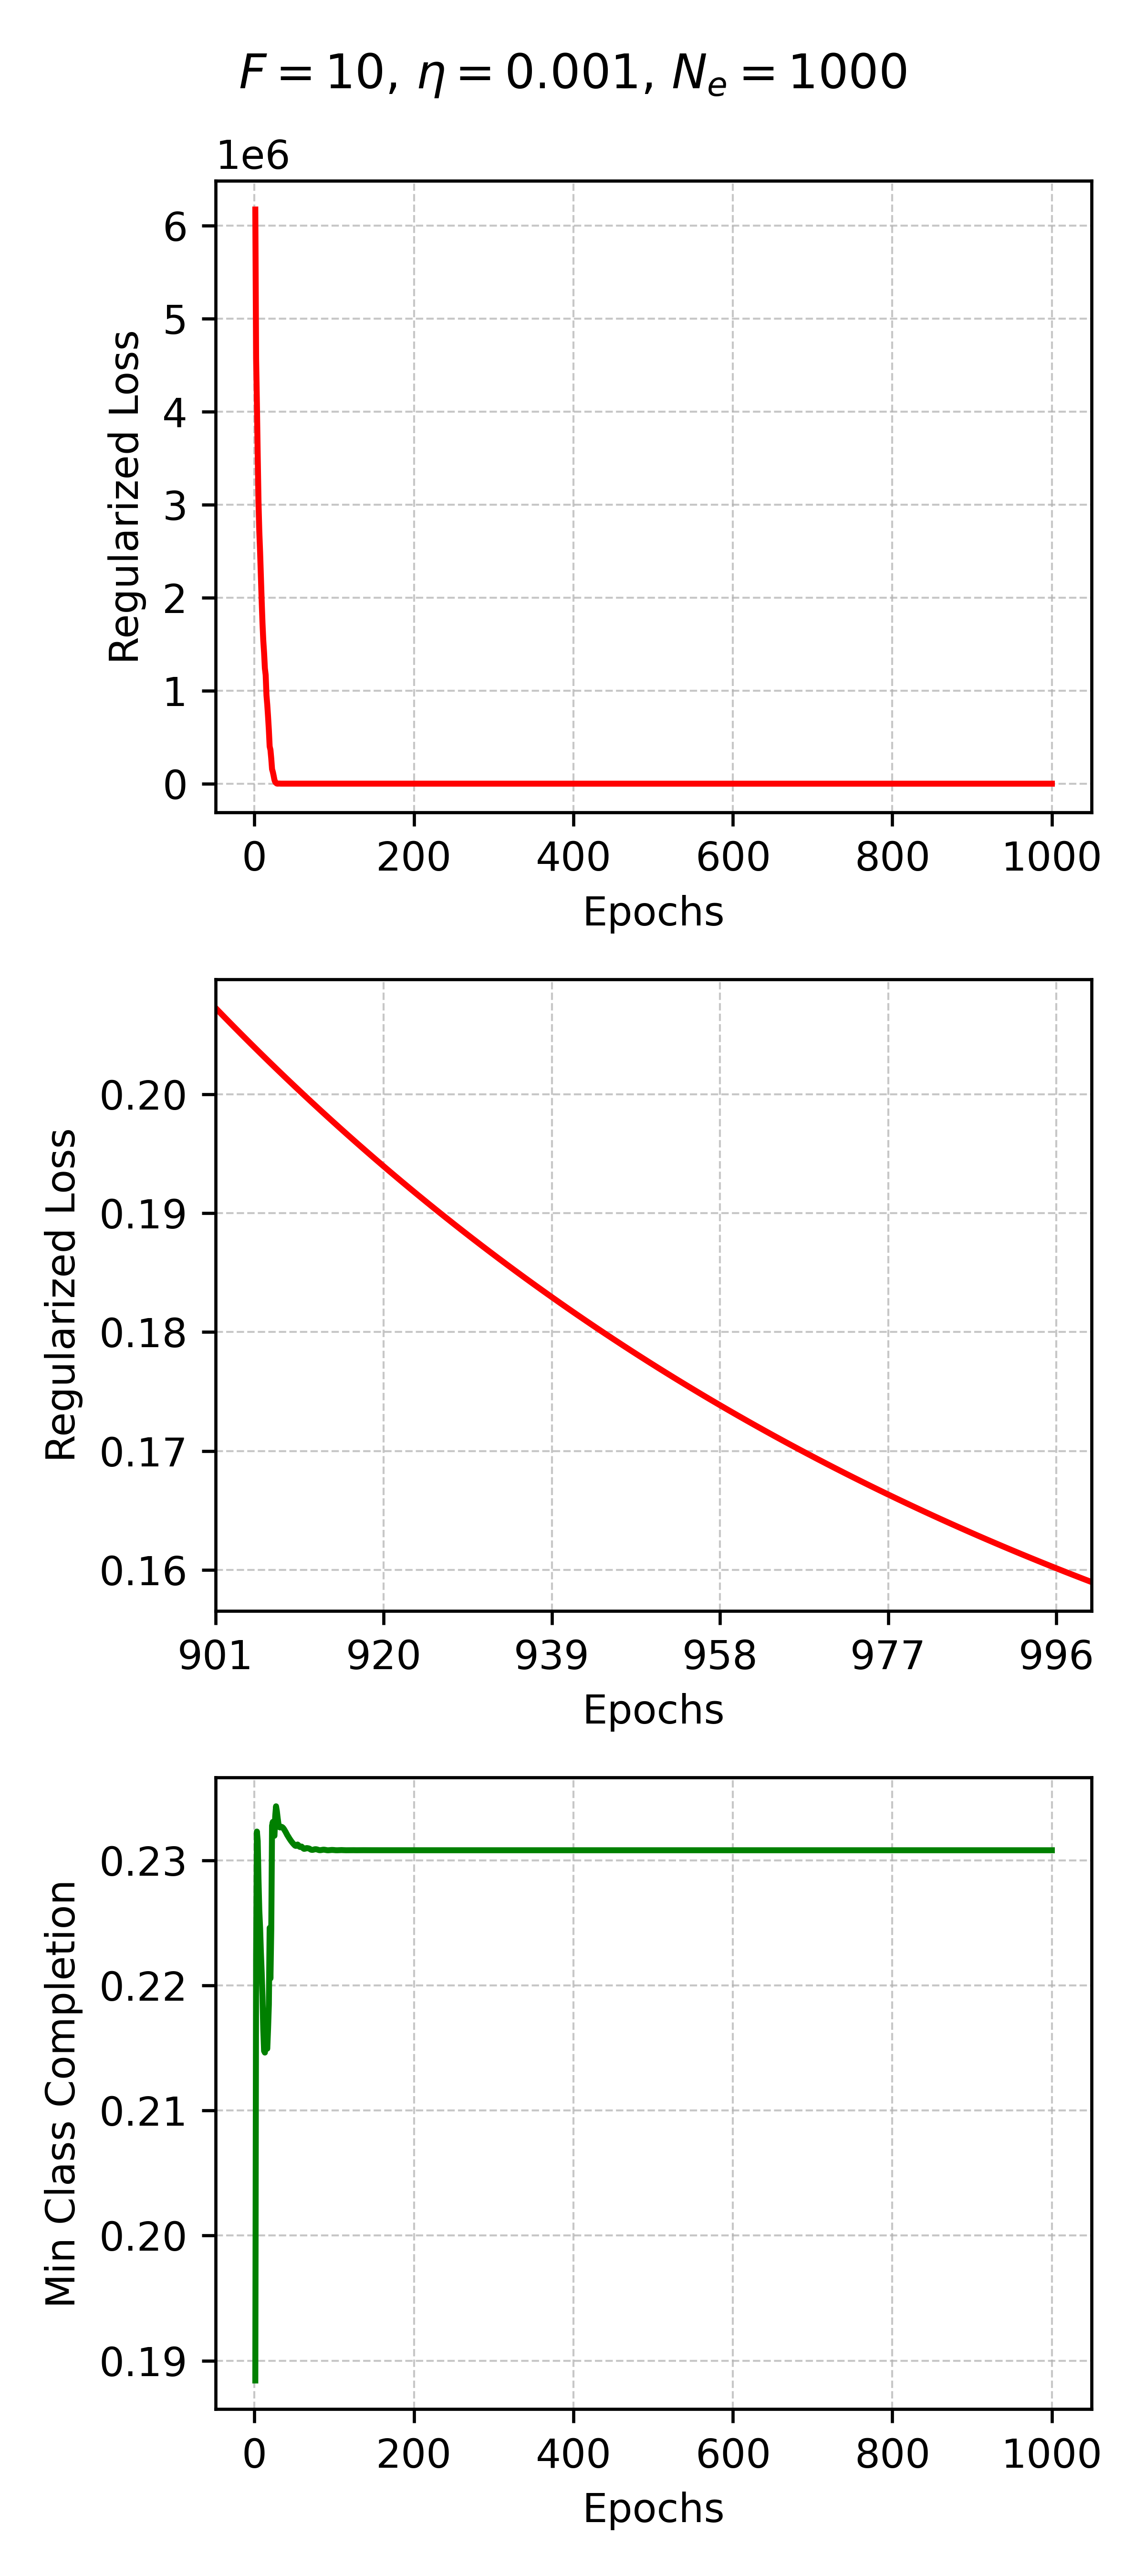 F = 10, η = 0.001, Nₑ = 1000
1e6
6
5
4
3
2
1
0
Regularized Loss
0 200 400 600 800 1000
Epochs
0.20
0.19
0.18
0.17
0.16
Regularized Loss
901 920 939 958 977 996
Epochs
0.23
0.22
0.21
0.20
0.19
Min Class Completion
0 200 400 600 800 1000
Epochs